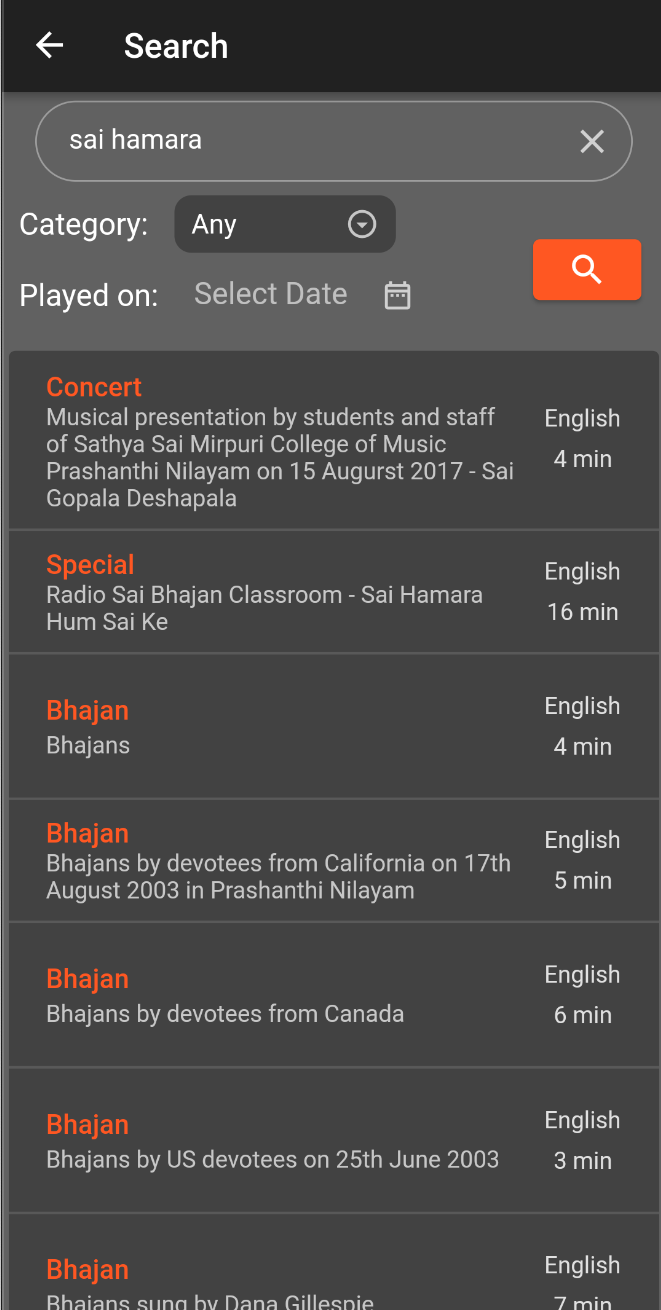 Search
sai hamara
Category:
Any
Played on:
Select Date
Concert
Musical presentation by students and staff
of Sathya Sai Mirpuri College of Music
Prashanthi Nilayam on 15 Augurst 2017 - Sai
Gopala Deshapala
English
4 min
Special
Radio Sai Bhajan Classroom - Sai Hamara
Hum Sai Ke
English
16 min
Bhajan
Bhajans
English
4 min
Bhajan
Bhajans by devotees from California on 17th
August 2003 in Prashanthi Nilayam
English
5 min
Bhajan
Bhajans by devotees from Canada
English
6 min
Bhajan
Bhajans by US devotees on 25th June 2003
English
3 min
Bhajan
Bhajans sung by Dana Gillespie
English
7 min